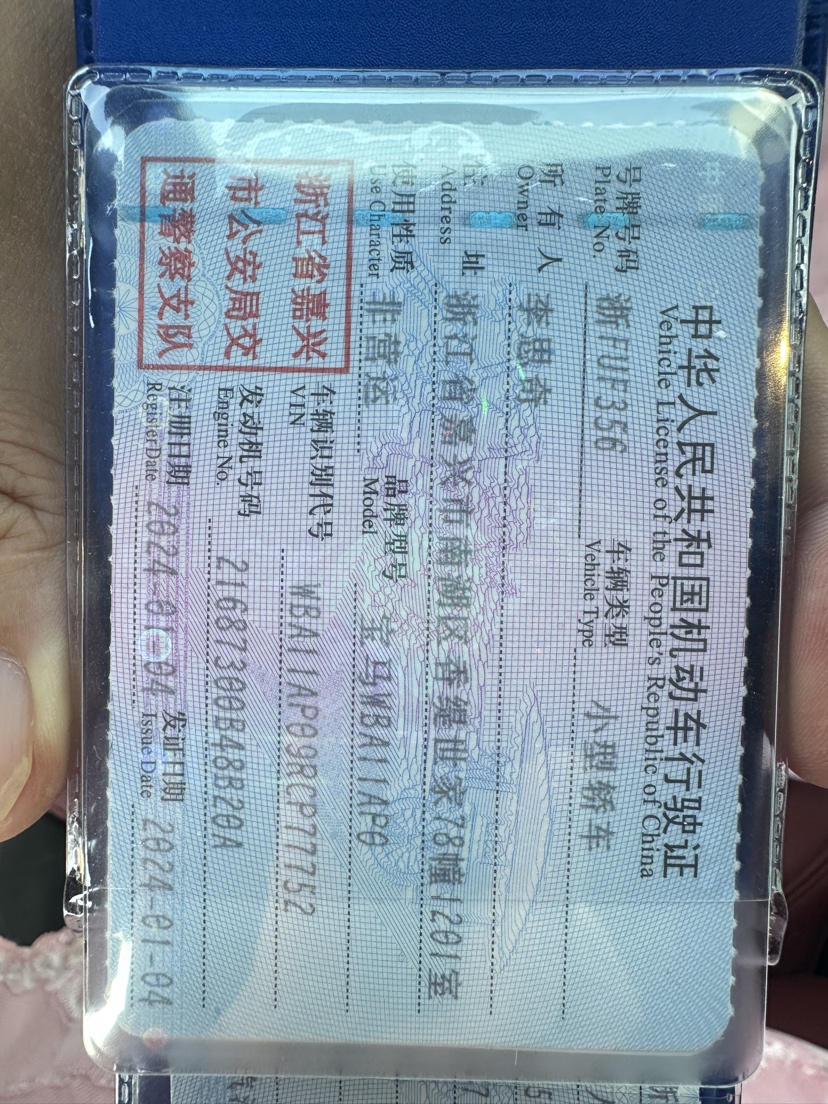 中华人民共和国机动车行驶证
Vehicle License of the People's Republic of China
号牌号码 浙FUF356 车辆类型 小型轿车
Plate No. Vehicle Type
所有人 李思奇
Owner
住址 浙江省嘉兴市南湖区香缇世家78幢1201室
Address
使用性质 非营运 品牌型号 宝马WBA11AP0
Use Character Model
浙江省嘉兴
市公安局交
通警察支队
车辆识别代号 WBA11AP09RCP77752
VIN
发动机号码 21687300B48B20A
Engine No.
注册日期 2024-01-04 发证日期 2024-01-04
Register Date Issue Date